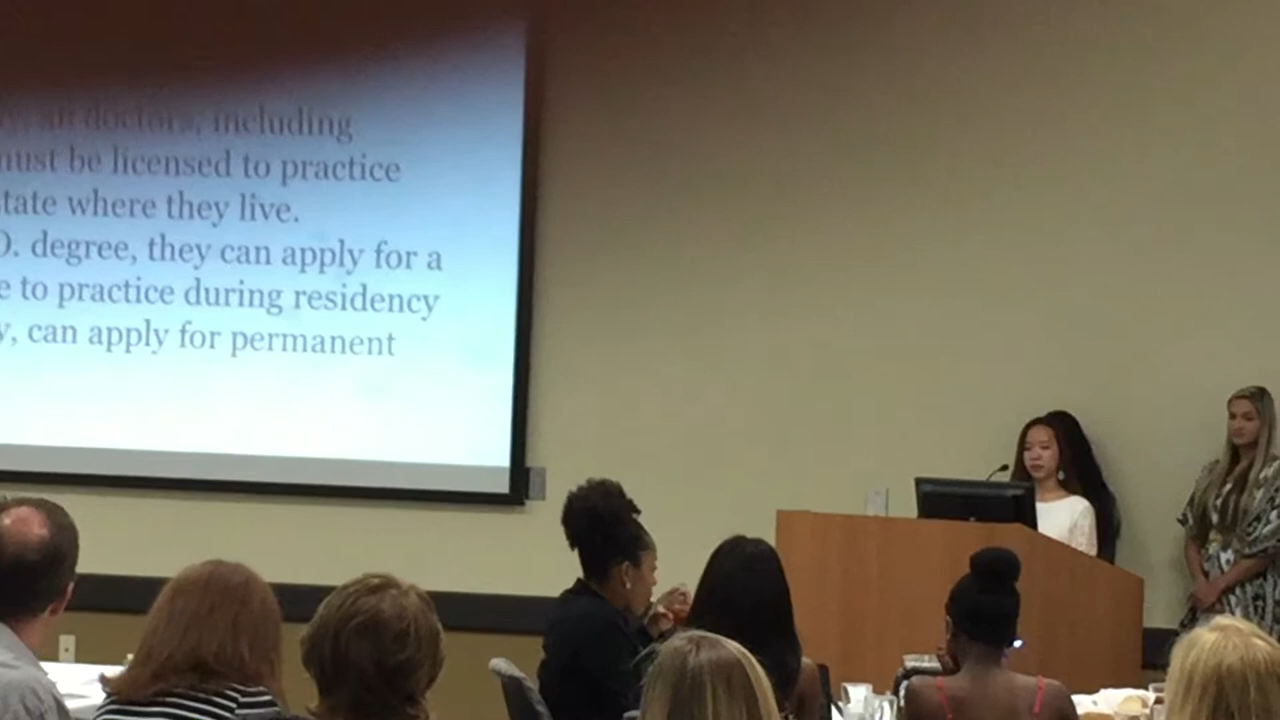 doctors, including
must be licensed to practice
state where they live.
D. degree, they can apply for a
e to practice during residency
y, can apply for permanent